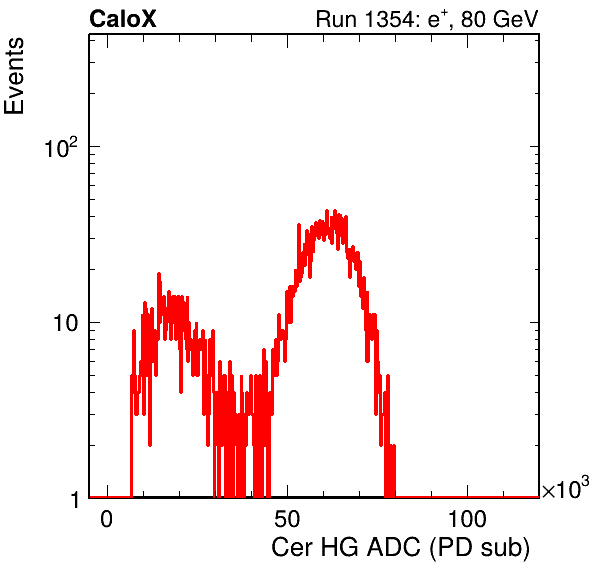 CaloX Run 1354: e⁺, 80 GeV
Events
10²
10
1
0 50 100 ×10³
Cer HG ADC (PD sub)